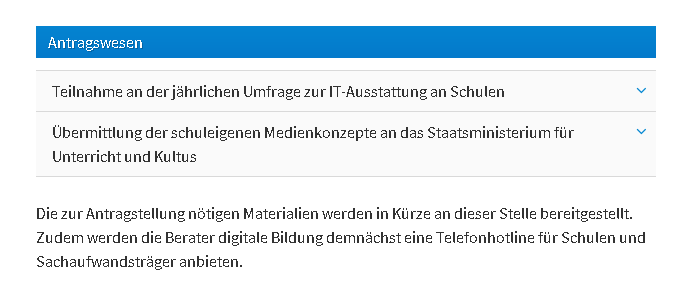 Antragswesen
Teilnahme an der jährlichen Umfrage zur IT-Ausstattung an Schulen
Übermittlung der schuleigenen Medienkonzepte an das Staatsministerium für
Unterricht und Kultus
Die zur Antragstellung nötigen Materialien werden in Kürze an dieser Stelle bereitgestellt.
Zudem werden die Berater digitale Bildung demnächst eine Telefonhotline für Schulen und
Sachaufwandsträger anbieten.